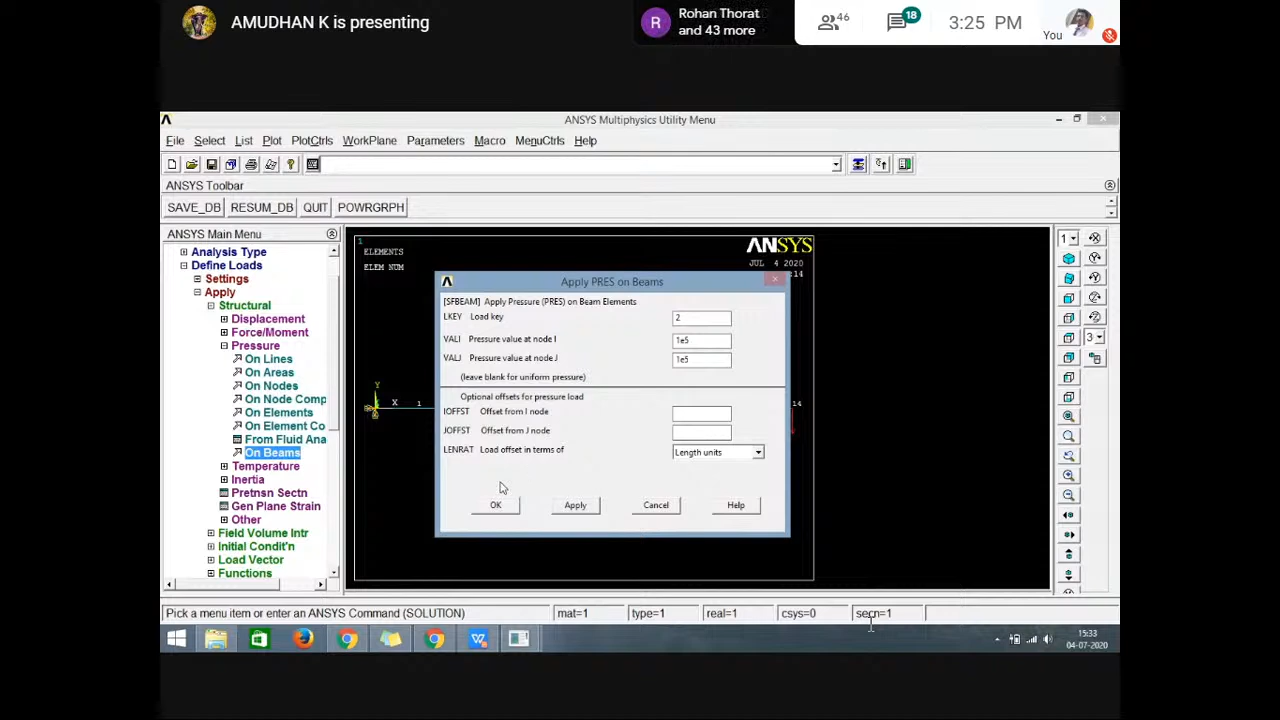 AMUDHAN K is presenting
R
Rohan Thorat
and 43 more
46
18
3:25 PM
You
ANSYS Multiphysics Utility Menu
File Select List Plot PlotCtrls WorkPlane Parameters Macro MenuCtrls Help
ANSYS Toolbar
SAVE_DB RESUM_DB QUIT POWRGRPH
ANSYS Main Menu
Analysis Type
Define Loads
Settings
Apply
Structural
Displacement
Force/Moment
Pressure
On Lines
On Areas
On Nodes
On Node Comp
On Elements
On Element Co
From Fluid Ana
On Beams
Temperature
Inertia
Pretnsn Sectn
Gen Plane Strain
Other
Field Volume Intr
Initial Condit'n
Load Vector
Functions
1
ELEMENTS
ELEM NUM
ANSYS
JUL 4 2020
:14
Y
X 1
14
Apply PRES on Beams
[SFBEAM] Apply Pressure (PRES) on Beam Elements
LKEY Load key 2
VALI Pressure value at node I 1e5
VALJ Pressure value at node J 1e5
(leave blank for uniform pressure)
Optional offsets for pressure load
IOFFST Offset from I node
JOFFST Offset from J node
LENRAT Load offset in terms of Length units
OK Apply Cancel Help
1
3
Pick a menu item or enter an ANSYS Command (SOLUTION) mat=1 type=1 real=1 csys=0 secn=1
15:33
04-07-2020